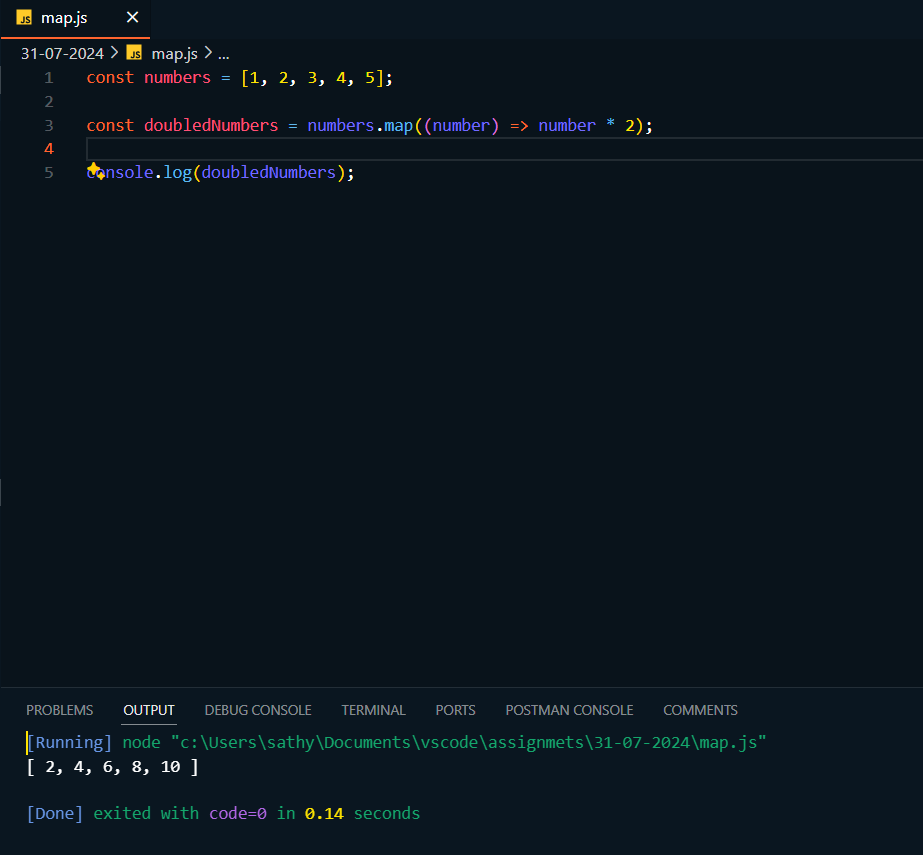 JS map.js ×
31-07-2024 > JS map.js > ...
1 const numbers = [1, 2, 3, 4, 5];
2
3 const doubledNumbers = numbers.map((number) => number * 2);
4
5 console.log(doubledNumbers);
PROBLEMS OUTPUT DEBUG CONSOLE TERMINAL PORTS POSTMAN CONSOLE COMMENTS
[Running] node "c:\Users\sathy\Documents\vscode\assignmets\31-07-2024\map.js"
[ 2, 4, 6, 8, 10 ]
[Done] exited with code=0 in 0.14 seconds